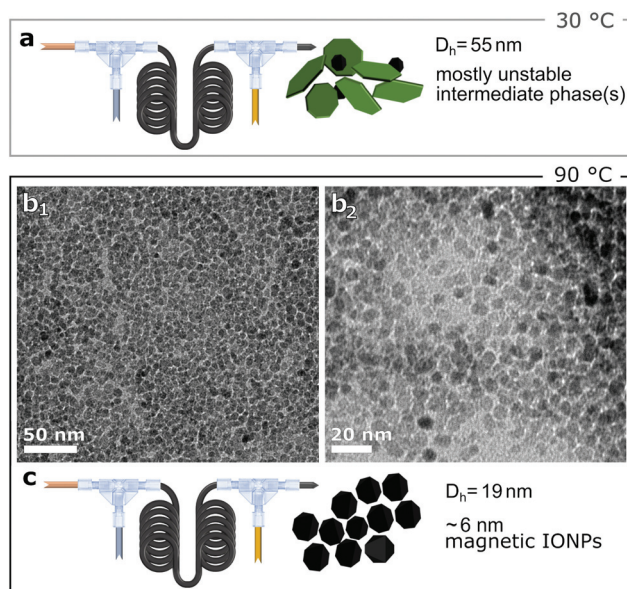 30 °C
a
Dₕ= 55 nm
mostly unstable
intermediate phase(s)
90 °C
b₁
b₂
50 nm
20 nm
c
Dₕ= 19 nm
~6 nm
magnetic IONPs